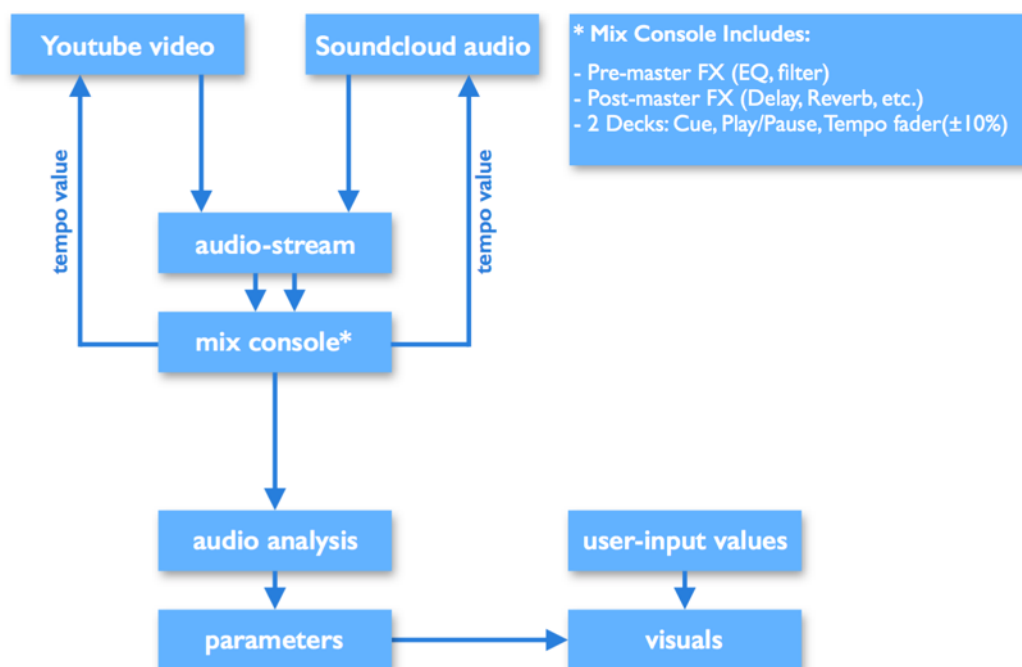 Youtube video
Soundcloud audio
* Mix Console Includes:
- Pre-master FX (EQ, filter)
- Post-master FX (Delay, Reverb, etc.)
- 2 Decks: Cue, Play/Pause, Tempo fader(±10%)
tempo value
tempo value
audio-stream
mix console*
audio analysis
user-input values
parameters
visuals